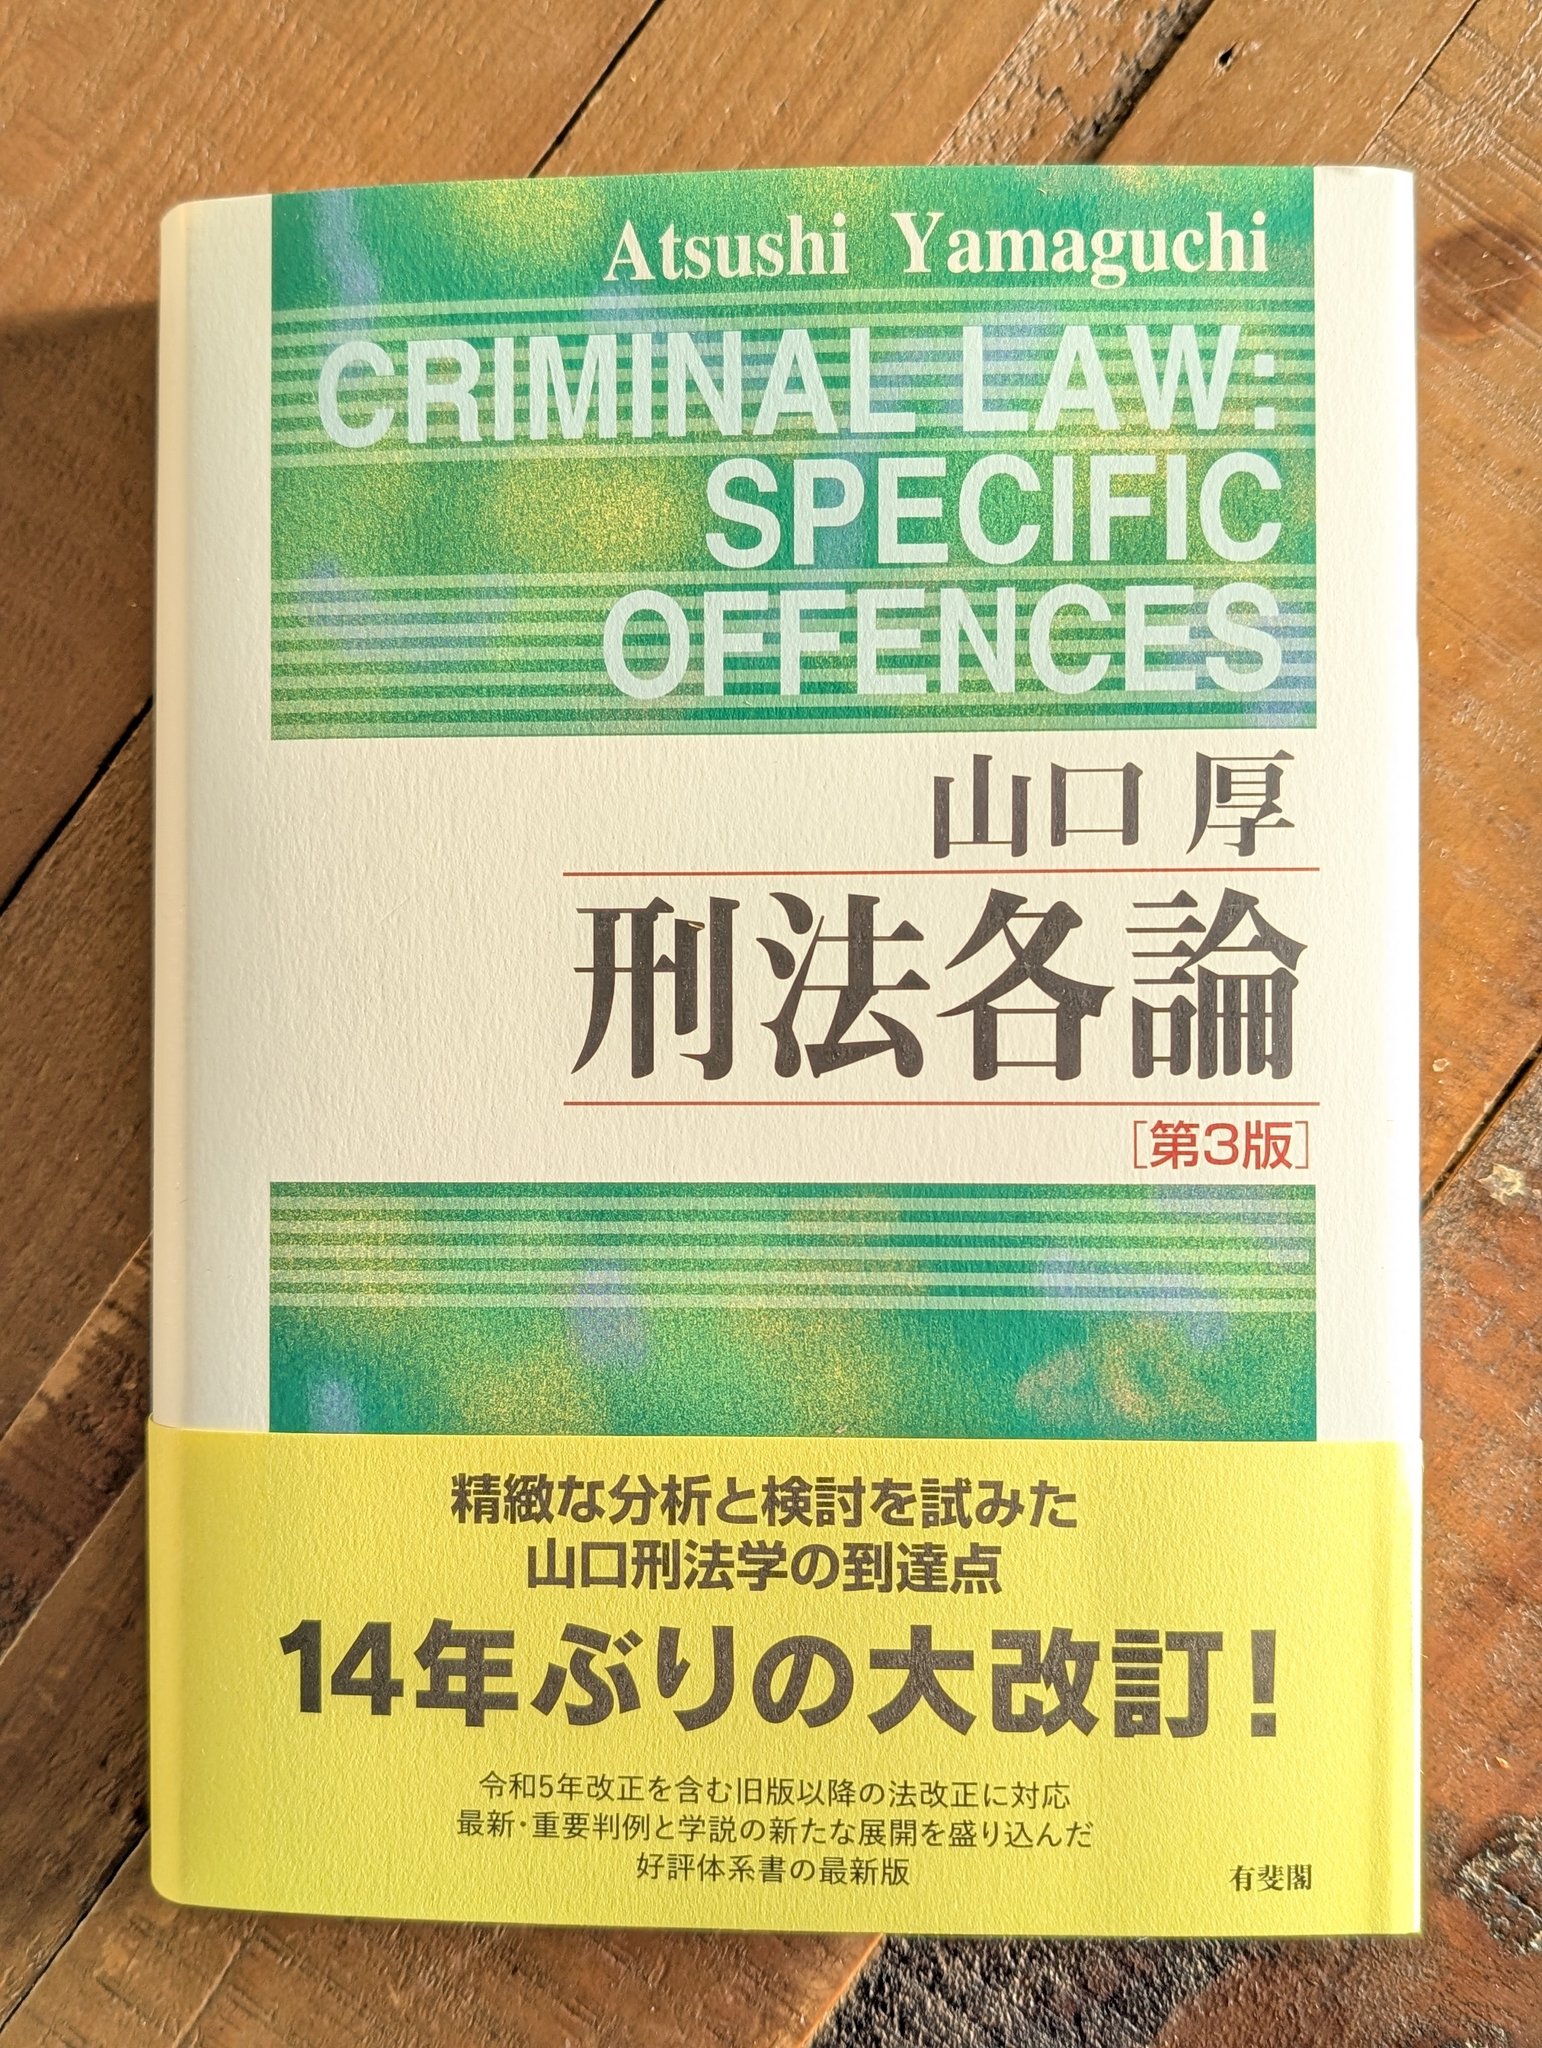 Atsushi Yamaguchi
CRIMINAL LAW:
SPECIFIC
OFFENCES
山口 厚
刑法各論
[第3版]
精緻な分析と検討を試みた
山口刑法学の到達点
14年ぶりの大改訂!
令和5年改正を含む旧版以降の法改正に対応
最新・重要判例と学説の新たな展開を盛り込んだ
好評体系書の最新版
有斐閣